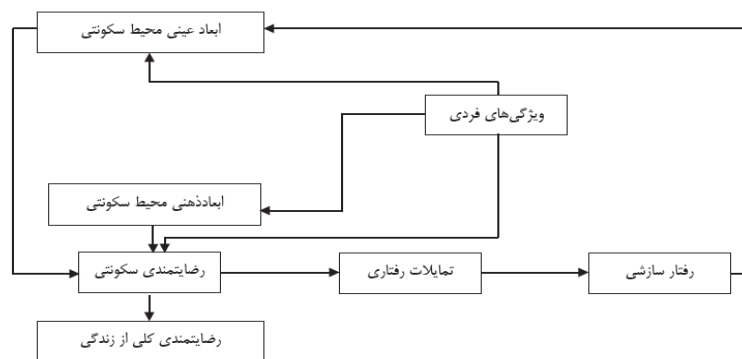 ابعاد عینی محیط سکونتی
ویژگی‌های فردی
ابعادذهنی محیط سکونتی
رضایتمندی سکونتی
تمایلات رفتاری
رفتار سازشی
رضایتمندی کلی از زندگی